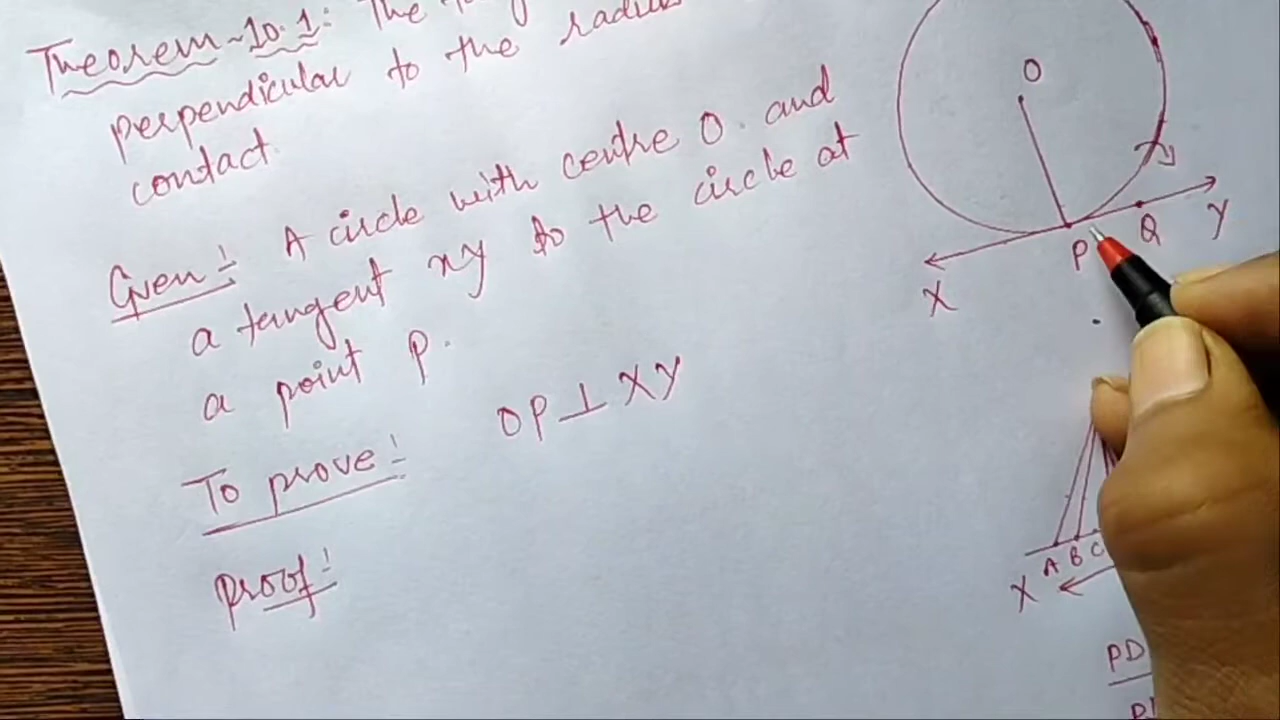 Theorem-10.1: The
perpendicular to the radius
contact.
Given:- A circle with centre O. and
a tangent xy to the circle at
a point P.
To prove:- OP⊥XY
Proof:-
O
P
Q
Y
X
A B C
X
PD